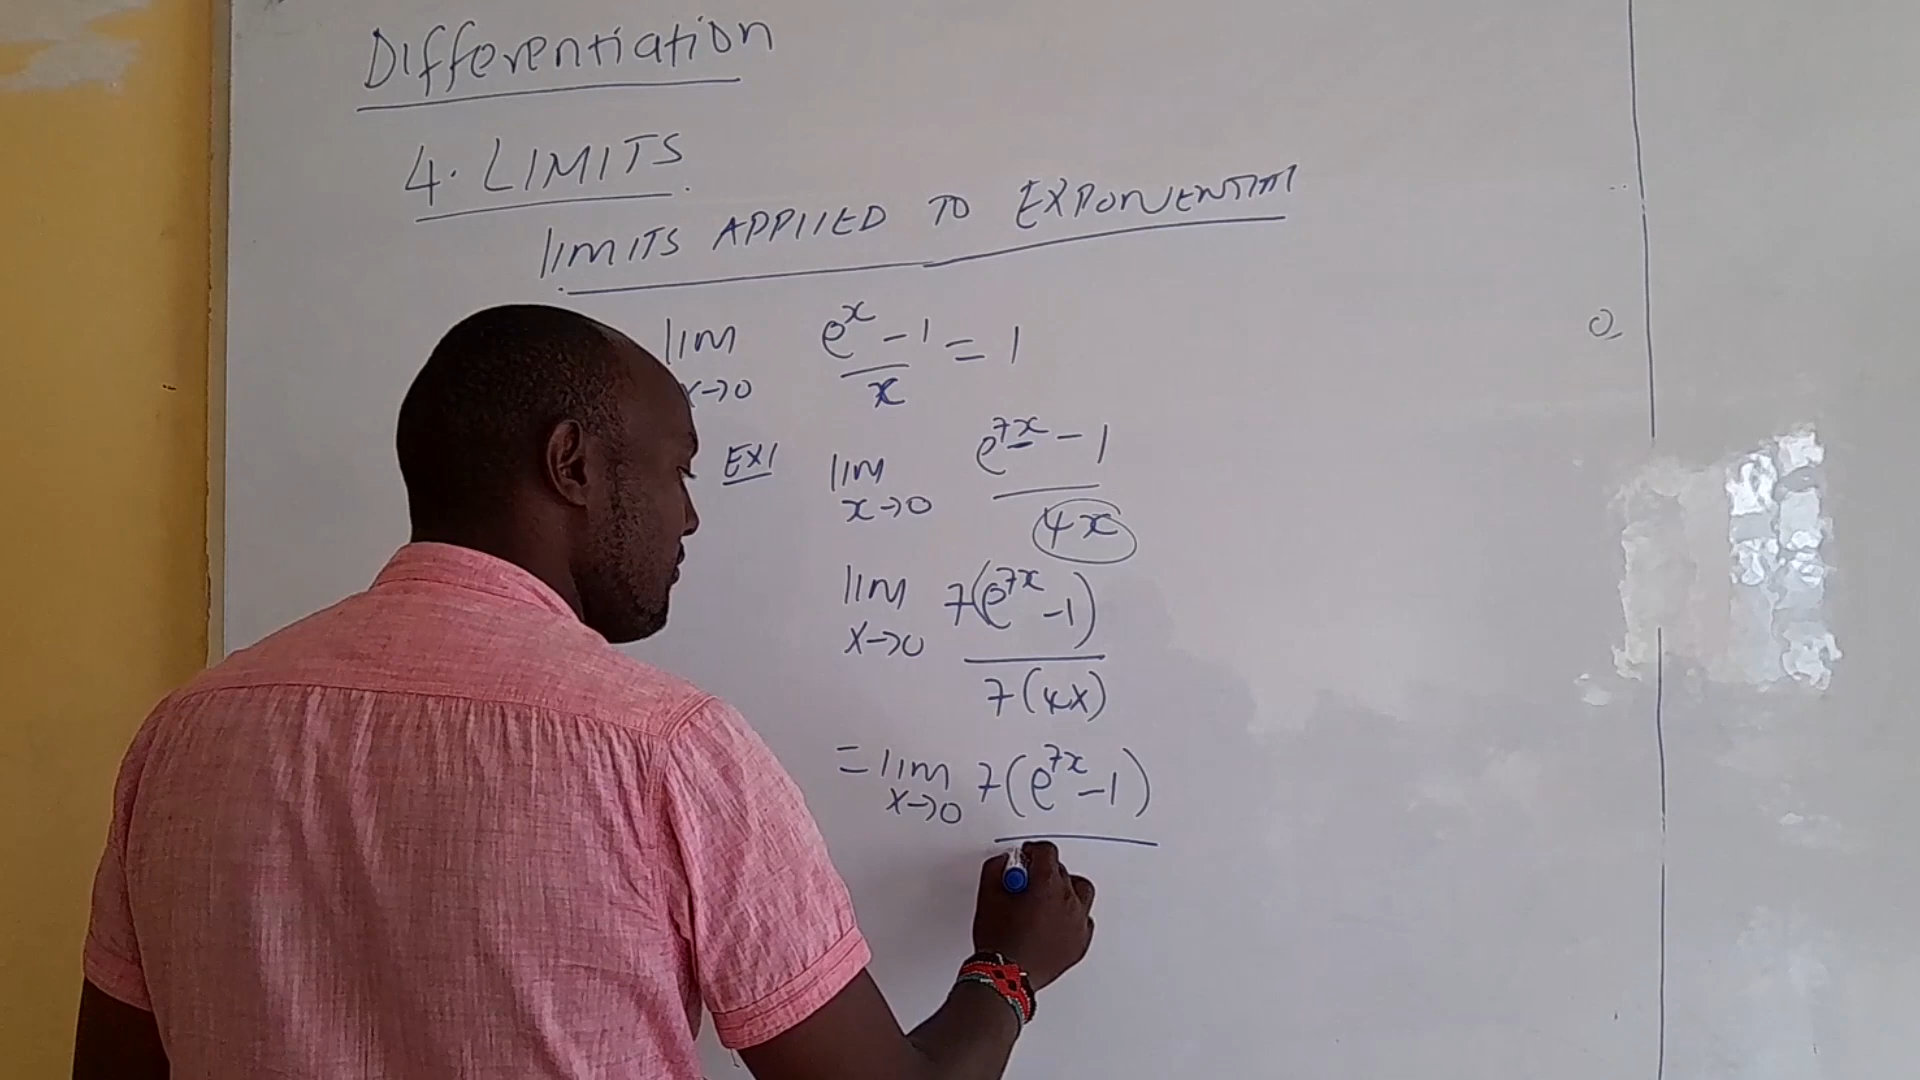 Differentiation
4. LIMITS
LIMITS APPLIED TO EXPONENTIAL
lim e^x - 1 = 1
x→0 x
EX1 lim e^7x - 1
x→0 4x
lim 7(e^7x - 1)
x→0 7(4x)
= lim 7(e^7x - 1)
x→0